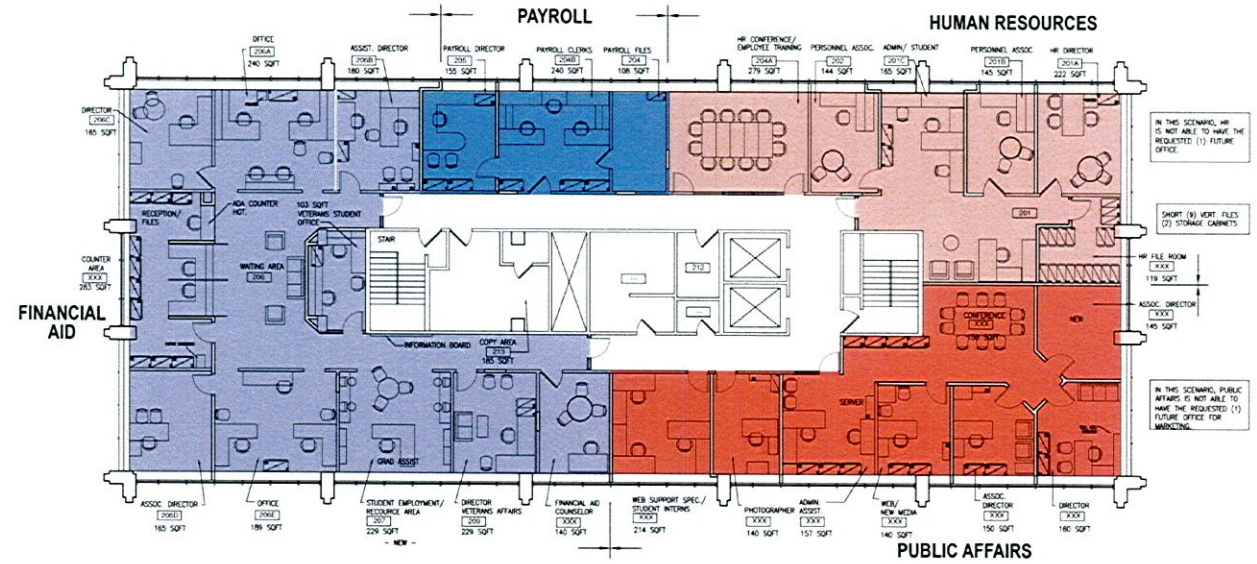 PAYROLL
HUMAN RESOURCES
OFFICE
206A
240 SQFT
ASSIST. DIRECTOR
206B
180 SQFT
PAYROLL DIRECTOR
205
155 SQFT
PAYROLL CLERKS
204B
240 SQFT
PAYROLL FILES
204
108 SQFT
HR CONFERENCE/
EMPLOYEE TRAINING
204A
279 SQFT
PERSONNEL ASSOC.
202
144 SQFT
ADMIN/ STUDENT
201C
165 SQFT
PERSONNEL ASSOC.
201B
145 SQFT
HR DIRECTOR
201A
222 SQFT
DIRECTOR
206C
165 SQFT
IN THIS SCENARIO, HR
IS NOT ABLE TO HAVE THE
REQUESTED (1) FUTURE
OFFICE.
RECEPTION/
FILES
ADA COUNTER
HGT.
103 SQFT
VETERANS STUDENT
OFFICE
STAIR
201
SHORT (9) VERT. FILES
(2) STORAGE CABINETS
COUNTER
AREA
XXX
283 SQFT
WAITING AREA
206
212
HR FILE ROOM
XXX
119 SQFT
FINANCIAL
AID
ASSOC. DIRECTOR
XXX
145 SQFT
CONFERENCE
XXX
NEW
INFORMATION BOARD
COPY AREA
213
185 SQFT
SERVER
IN THIS SCENARIO, PUBLIC
AFFAIRS IS NOT ABLE TO
HAVE THE REQUESTED (1)
FUTURE OFFICE FOR
MARKETING.
GRAD ASSIST
ASSOC. DIRECTOR
206D
165 SQFT
OFFICE
206E
189 SQFT
STUDENT EMPLOYMENT/
RECOURCE AREA
207
229 SQFT
- NEW -
DIRECTOR
VETERANS AFFAIRS
209
229 SQFT
FINANCIAL AID
COUNSELOR
XXX
140 SQFT
WEB SUPPORT SPEC./
STUDENT INTERNS
XXX
214 SQFT
PHOTOGRAPHER
XXX
140 SQFT
ADMIN.
ASSIST.
XXX
157 SQFT
WEB/
NEW MEDIA
XXX
140 SQFT
ASSOC.
DIRECTOR
XXX
150 SQFT
DIRECTOR
XXX
160 SQFT
PUBLIC AFFAIRS